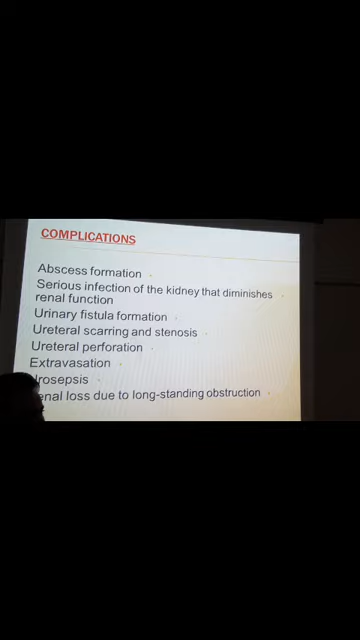 COMPLICATIONS
Abscess formation
Serious infection of the kidney that diminishes
renal function
Urinary fistula formation
Ureteral scarring and stenosis
Ureteral perforation
Extravasation
rosepsis
enal loss due to long-standing obstruction